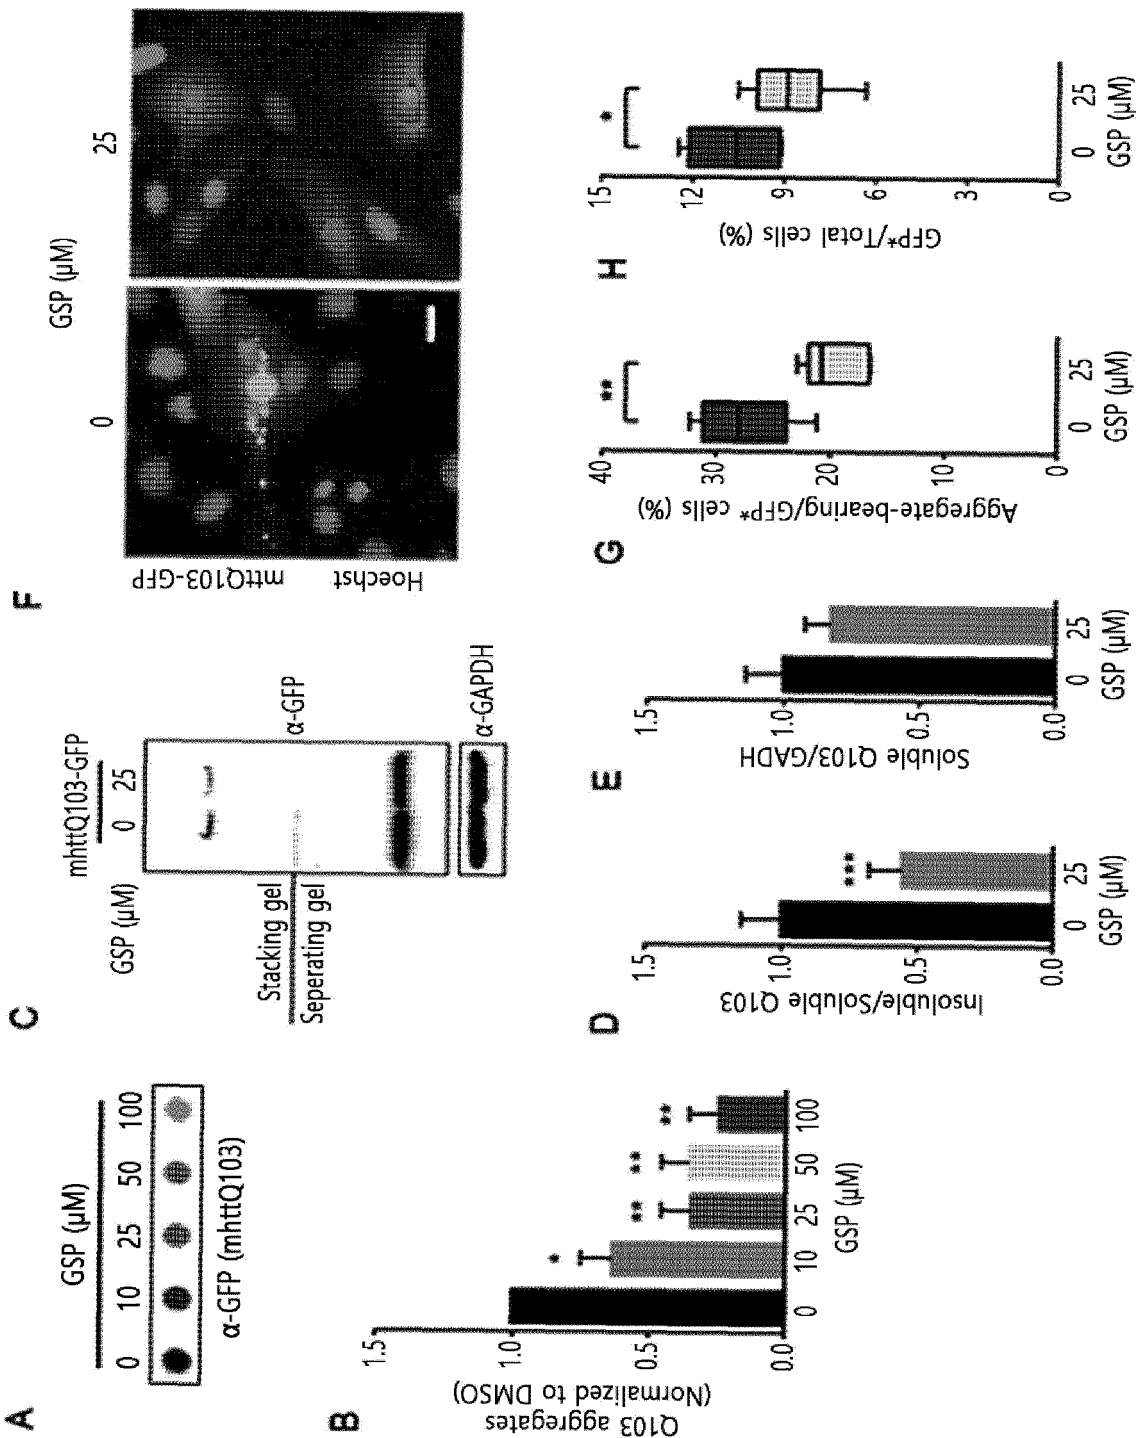 A
GSP (µM)
0 10 25 50 100
α-GFP (mhttQ103)
B
Q103 aggregates
(Normalized to DMSO)
1.5
1.0
0.5
0.0
* ** ** **
0 10 25 50 100
GSP (µM)
C
mhttQ103-GFP
GSP (µM) 0 25
Stacking gel
Seperating gel
α-GFP
α-GAPDH
D
Insoluble/Soluble Q103
1.5
1.0
0.5
0.0
***
0 25
GSP (µM)
E
Soluble Q103/GADH
1.5
1.0
0.5
0.0
0 25
GSP (µM)
F
GSP (µM)
0 25
mttQ103-GFP
Hoechst
G
Aggregate-bearing/GFP* cells (%)
40
30
20
10
0
**
0 25
GSP (µM)
H
GFP*/Total cells (%)
15
12
9
6
3
0
*
0 25
GSP (µM)